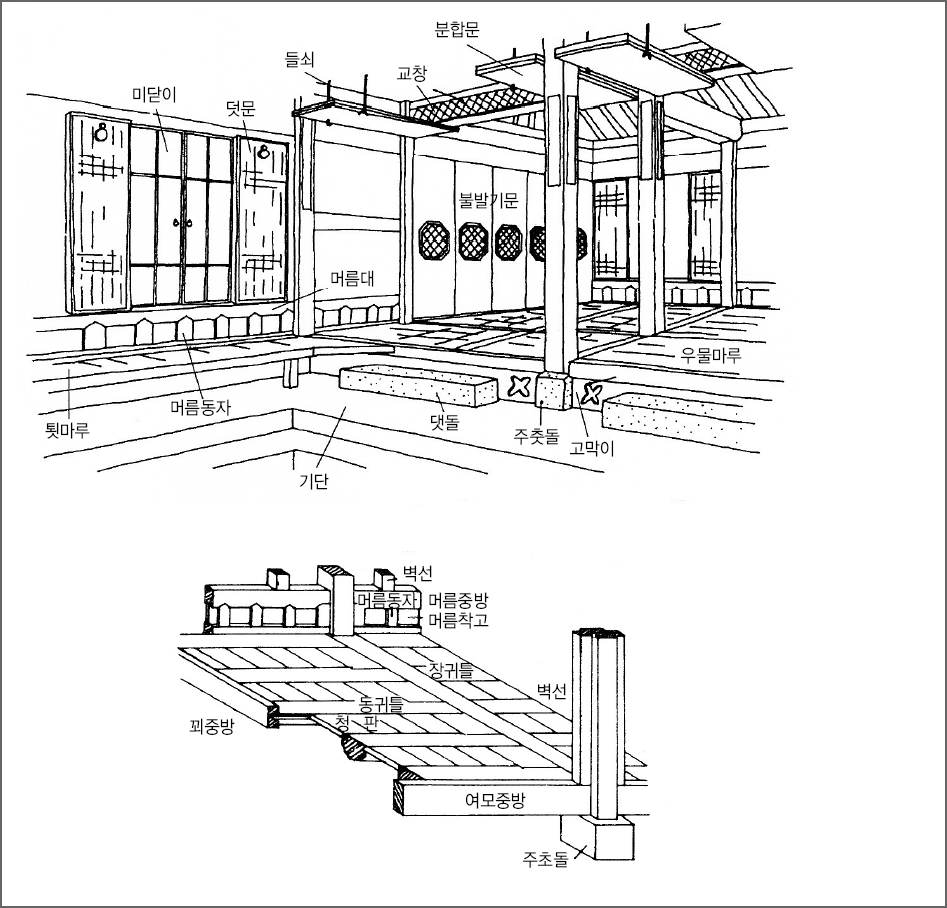 분합문
들쇠
교창
미닫이
덧문
불발기문
머름대
우물마루
머름동자
툇마루
댓돌
주춧돌
고막이
기단
벽선
머름동자 머름중방
머름착고
장귀틀
벽선
동귀틀
청 판
꾀중방
여모중방
주초돌